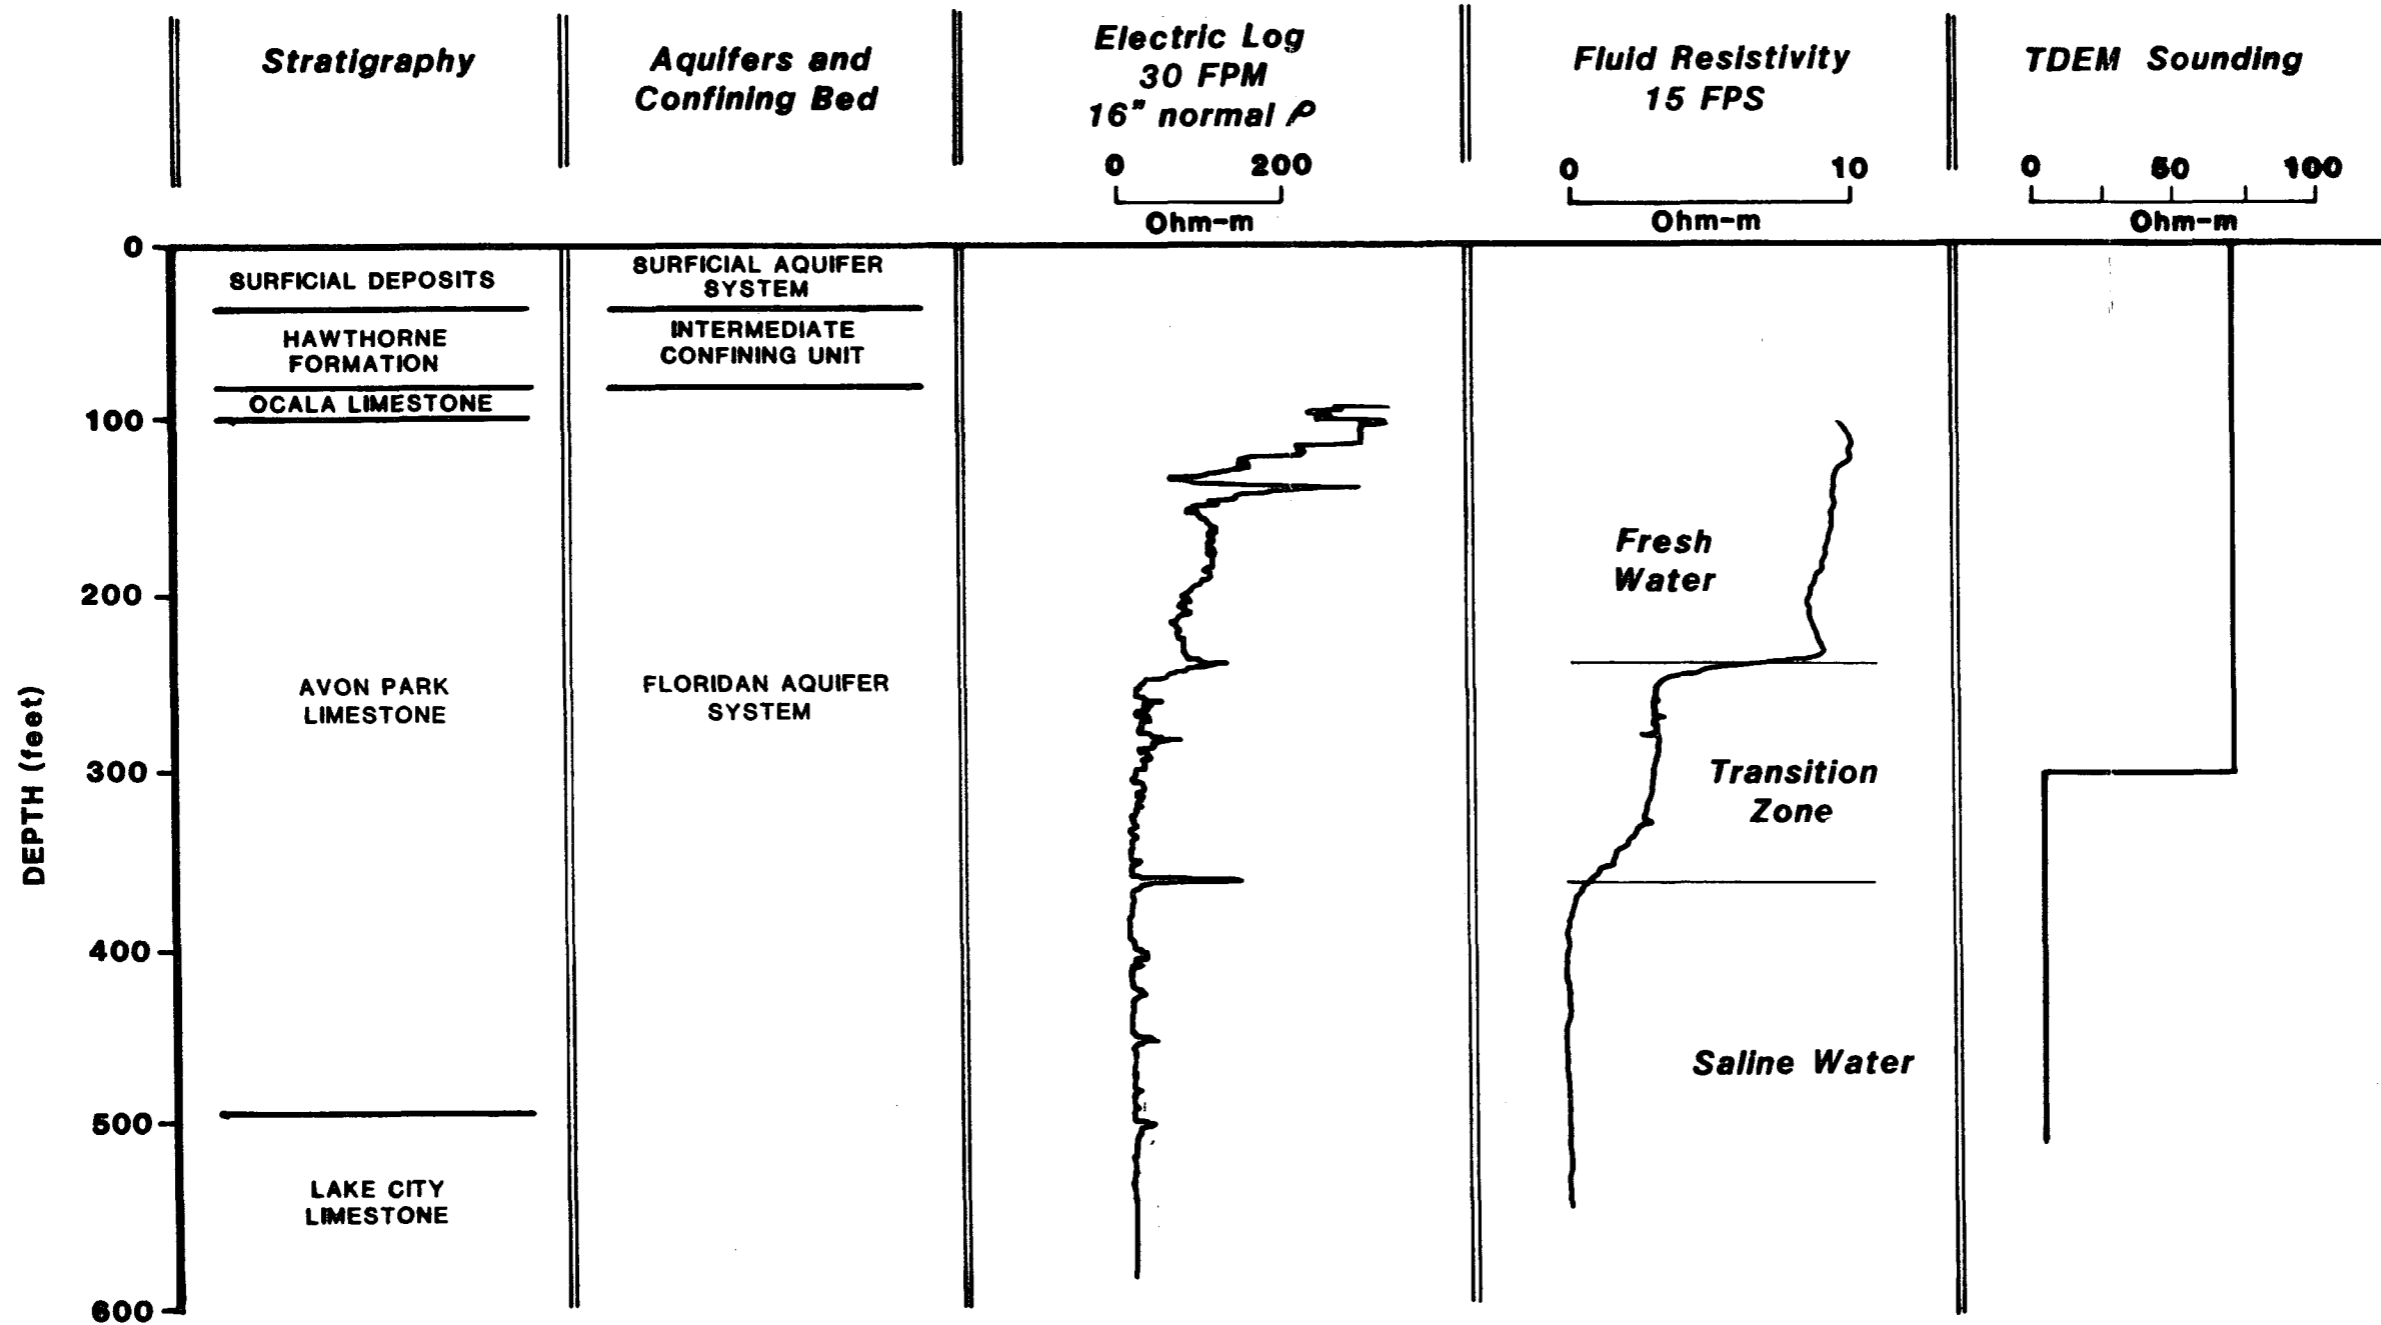 Stratigraphy
Aquifers and
Confining Bed
Electric Log
30 FPM
16" normal ρ
0 200
Ohm-m
Fluid Resistivity
15 FPS
0 10
Ohm-m
TDEM Sounding
0 50 100
Ohm-m
DEPTH (feet)
0
100
200
300
400
500
600
SURFICIAL DEPOSITS
HAWTHORNE
FORMATION
OCALA LIMESTONE
AVON PARK
LIMESTONE
LAKE CITY
LIMESTONE
SURFICIAL AQUIFER
SYSTEM
INTERMEDIATE
CONFINING UNIT
FLORIDAN AQUIFER
SYSTEM
Fresh
Water
Transition
Zone
Saline Water